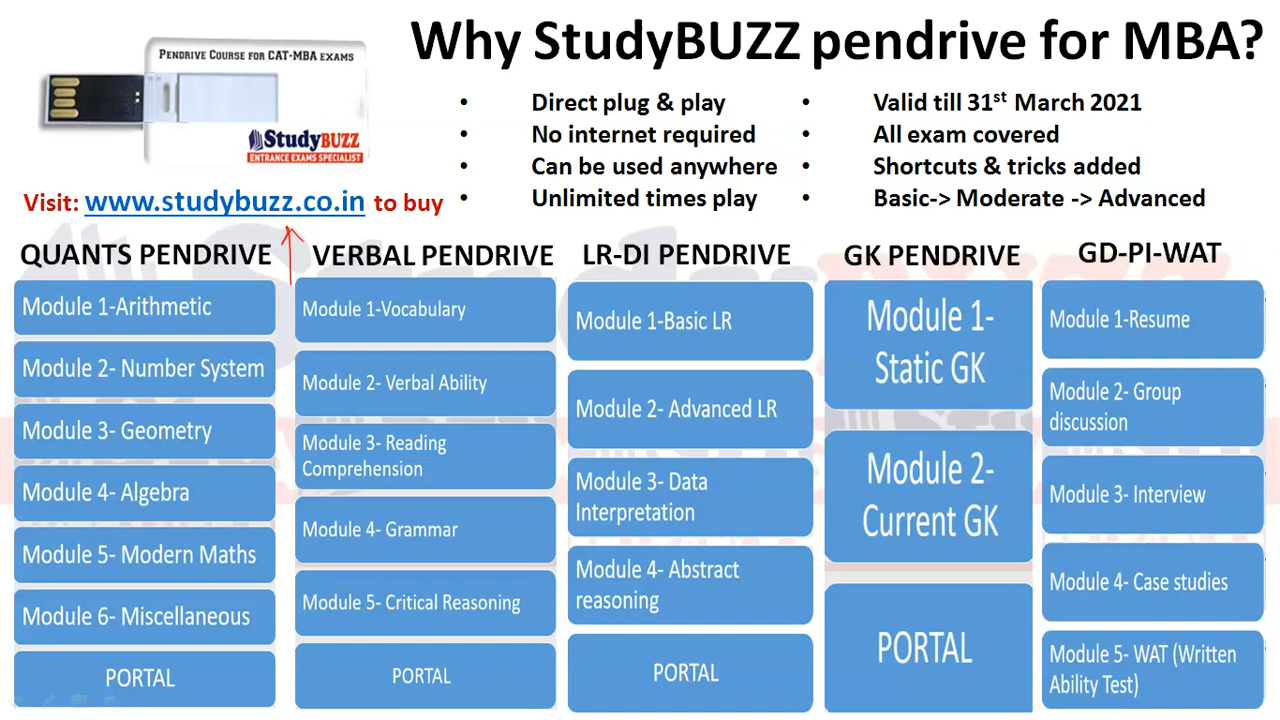 PENDRIVE COURSE FOR CAT-MBA EXAMS
StudyBUZZ
ENTRANCE EXAMS SPECIALIST
Visit: www.studybuzz.co.in to buy
Why StudyBUZZ pendrive for MBA?
• Direct plug & play
• No internet required
• Can be used anywhere
• Unlimited times play
• Valid till 31st March 2021
• All exam covered
• Shortcuts & tricks added
• Basic-> Moderate -> Advanced
QUANTS PENDRIVE
Module 1-Arithmetic
Module 2- Number System
Module 3- Geometry
Module 4- Algebra
Module 5- Modern Maths
Module 6- Miscellaneous
PORTAL
VERBAL PENDRIVE
Module 1-Vocabulary
Module 2- Verbal Ability
Module 3- Reading
Comprehension
Module 4- Grammar
Module 5- Critical Reasoning
PORTAL
LR-DI PENDRIVE
Module 1-Basic LR
Module 2- Advanced LR
Module 3- Data
Interpretation
Module 4- Abstract
reasoning
PORTAL
GK PENDRIVE
Module 1-
Static GK
Module 2-
Current GK
PORTAL
GD-PI-WAT
Module 1-Resume
Module 2- Group
discussion
Module 3- Interview
Module 4- Case studies
Module 5- WAT (Written
Ability Test)